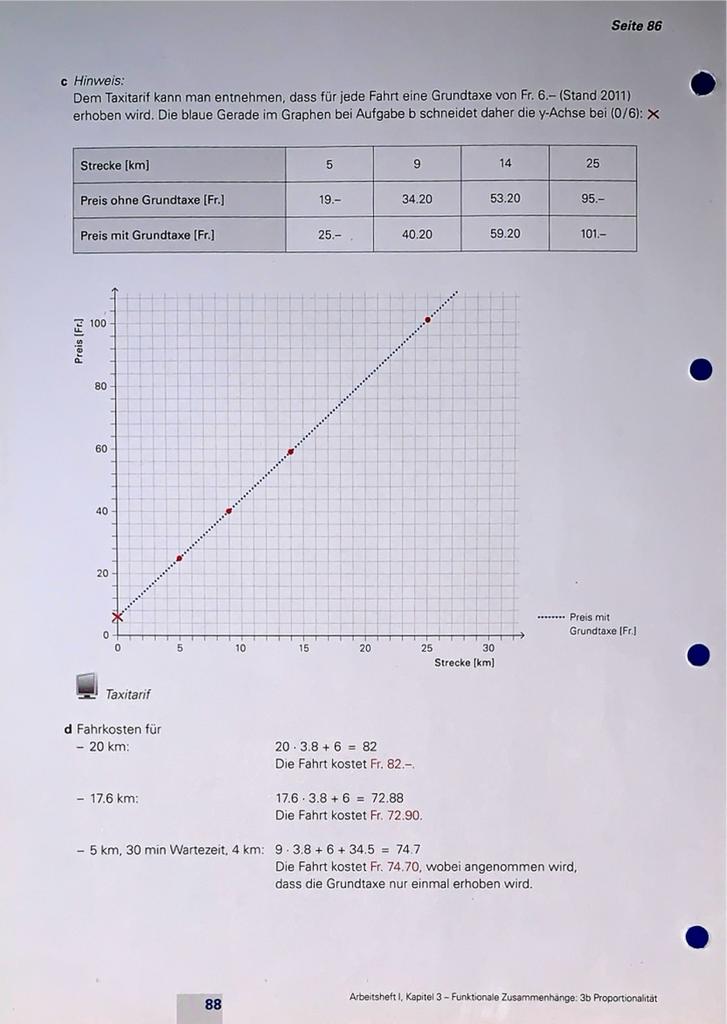 Seite 86
c Hinweis:
Dem Taxitarif kann man entnehmen, dass für jede Fahrt eine Grundtaxe von Fr. 6.– (Stand 2011)
erhoben wird. Die blaue Gerade im Graphen bei Aufgabe b schneidet daher die y-Achse bei (0/6): ×
Strecke [km] 5 9 14 25
Preis ohne Grundtaxe [Fr.] 19.– 34.20 53.20 95.–
Preis mit Grundtaxe [Fr.] 25.– 40.20 59.20 101.–
Preis [Fr.]
100
80
60
40
20
0
0 5 10 15 20 25 30
Strecke [km]
Preis mit
Grundtaxe [Fr.]
Taxitarif
d Fahrkosten für
– 20 km: 20 · 3.8 + 6 = 82
Die Fahrt kostet Fr. 82.–.
– 17.6 km: 17.6 · 3.8 + 6 = 72.88
Die Fahrt kostet Fr. 72.90.
– 5 km, 30 min Wartezeit, 4 km: 9 · 3.8 + 6 + 34.5 = 74.7
Die Fahrt kostet Fr. 74.70, wobei angenommen wird,
dass die Grundtaxe nur einmal erhoben wird.
88
Arbeitsheft I, Kapitel 3 – Funktionale Zusammenhänge: 3b Proportionalität